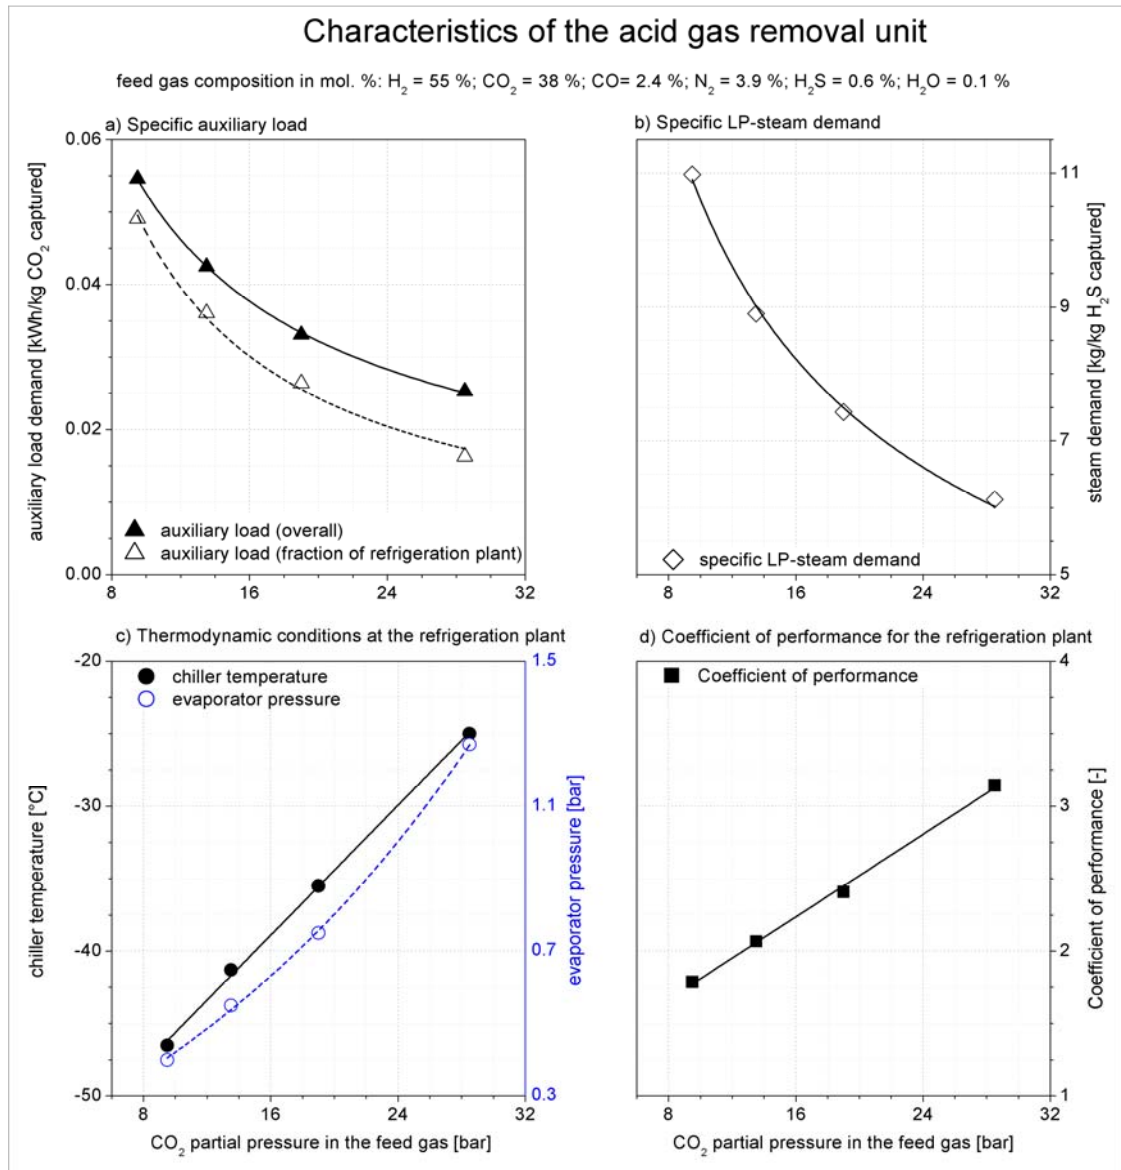 Characteristics of the acid gas removal unit
feed gas composition in mol. %: H₂ = 55 %; CO₂ = 38 %; CO= 2.4 %; N₂ = 3.9 %; H₂S = 0.6 %; H₂O = 0.1 %
a) Specific auxiliary load
auxiliary load demand [kWh/kg CO₂ captured]
0.06
0.04
0.02
0.00
auxiliary load (overall)
auxiliary load (fraction of refrigeration plant)
8 16 24 32
b) Specific LP-steam demand
11
9
7
5
steam demand [kg/kg H₂S captured]
specific LP-steam demand
8 16 24 32
c) Thermodynamic conditions at the refrigeration plant
chiller temperature [°C]
-20
-30
-40
-50
chiller temperature
evaporator pressure
1.5
1.1
0.7
0.3
evaporator pressure [bar]
8 16 24 32
CO₂ partial pressure in the feed gas [bar]
d) Coefficient of performance for the refrigeration plant
Coefficient of performance
4
3
2
1
Coefficient of performance [-]
8 16 24 32
CO₂ partial pressure in the feed gas [bar]